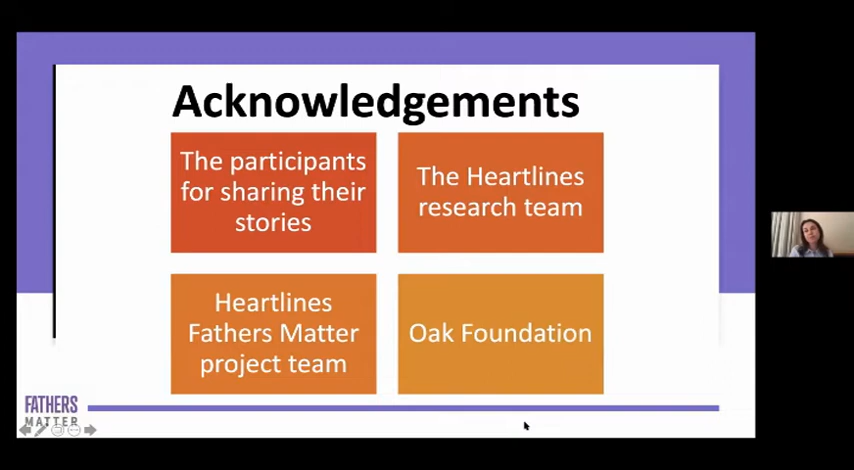 Acknowledgements
The participants
for sharing their
stories
The Heartlines
research team
Heartlines
Fathers Matter
project team
Oak Foundation
FATHERS
MATTER